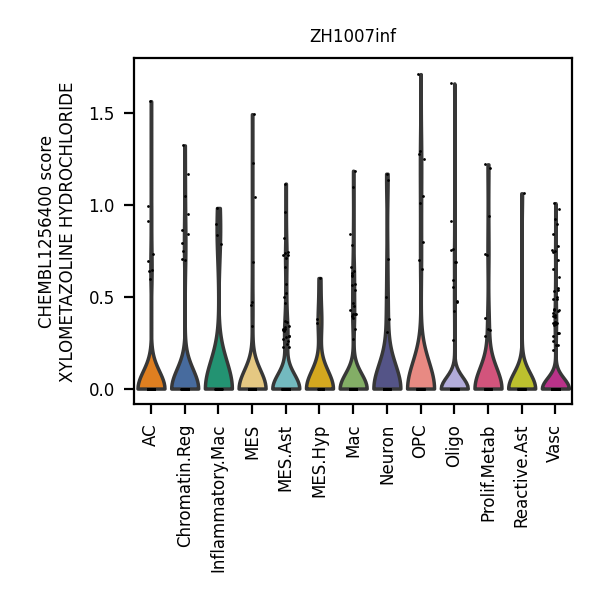 ZH1007inf
CHEMBL1256400 score
XYLOMETAZOLINE HYDROCHLORIDE
1.5
1.0
0.5
0.0
AC
Chromatin.Reg
Inflammatory.Mac
MES
MES.Ast
MES.Hyp
Mac
Neuron
OPC
Oligo
Prolif.Metab
Reactive.Ast
Vasc